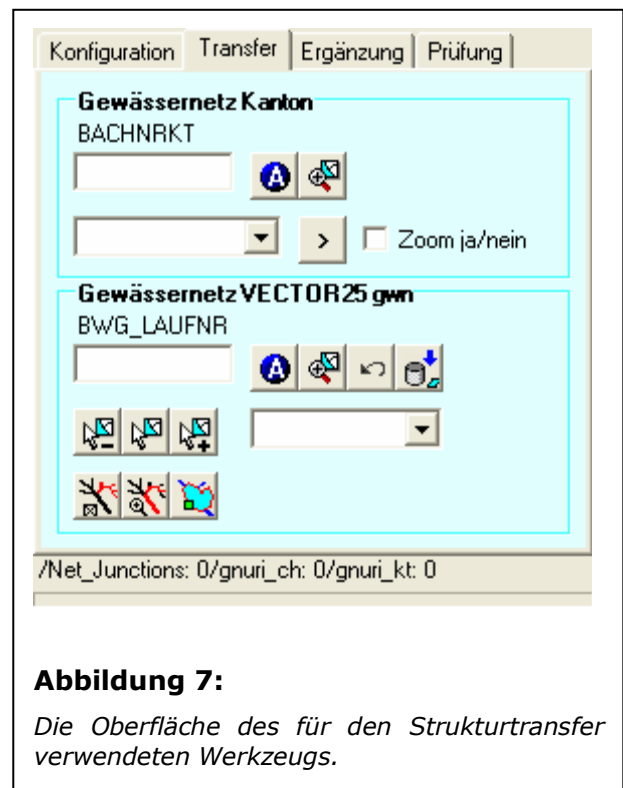 Konfiguration Transfer Ergänzung Prüfung
Gewässernetz Kanton
BACHNRKT
A
> Zoom ja/nein
Gewässernetz VECTOR25 gwn
BWG_LAUFNR
A
/Net_Junctions: 0/gnuri_ch: 0/gnuri_kt: 0
Abbildung 7:
Die Oberfläche des für den Strukturtransfer
verwendeten Werkzeugs.